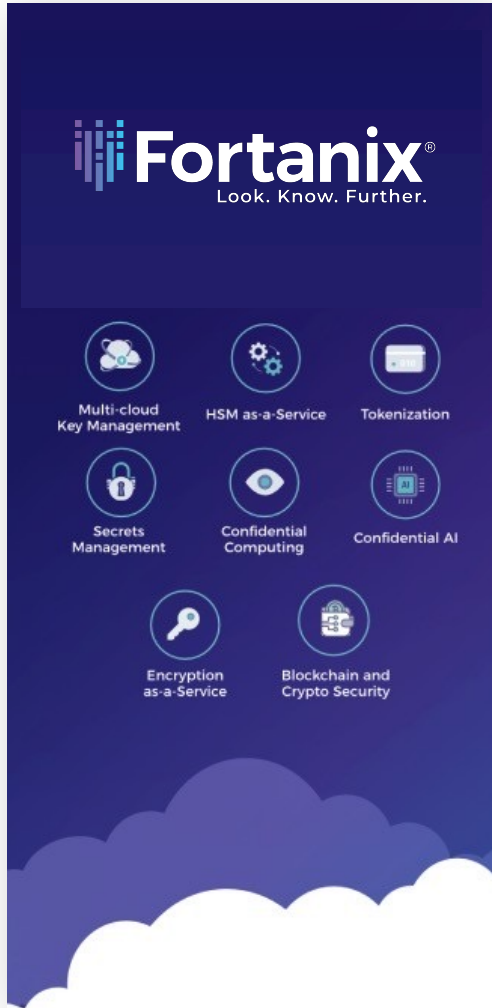 Fortanix®
Look. Know. Further.
Multi-cloud
Key Management
HSM as-a-Service
Tokenization
Secrets
Management
Confidential
Computing
AI
Confidential AI
Encryption
as-a-Service
Blockchain and
Crypto Security